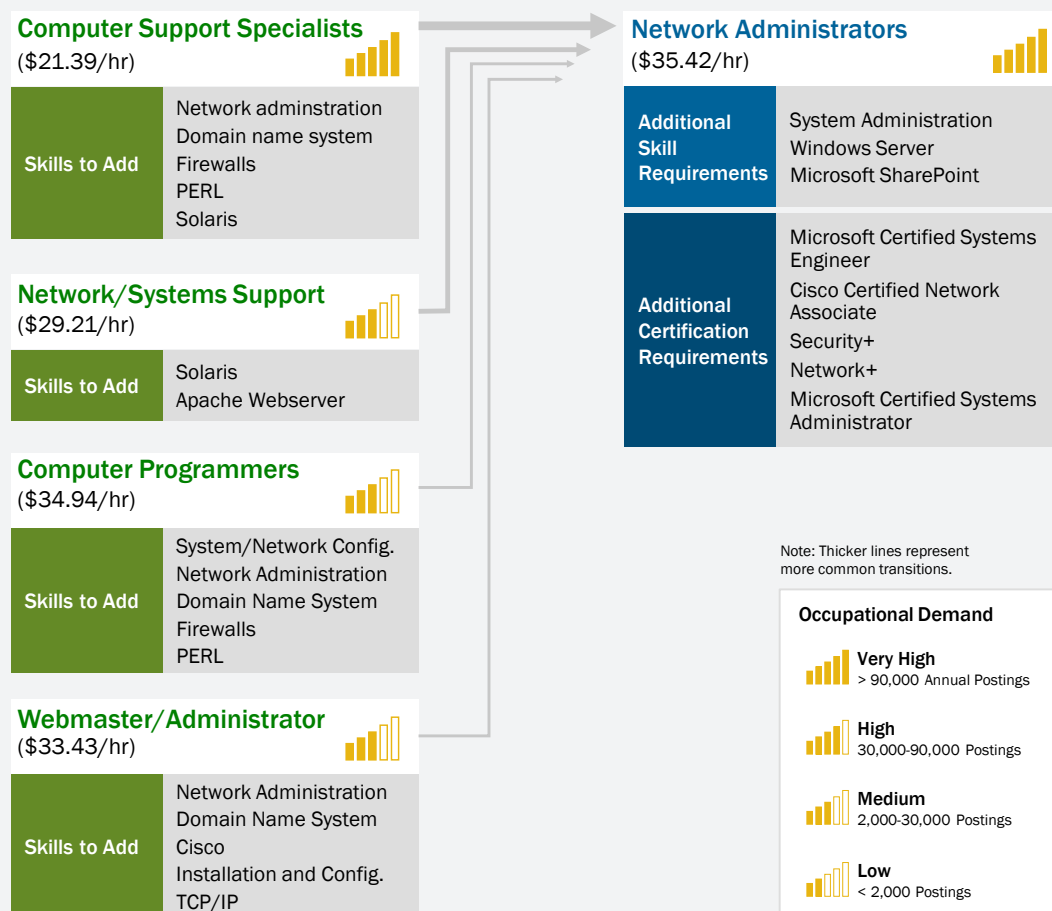 Computer Support Specialists
($21.39/hr)
Skills to Add
Network adminstration
Domain name system
Firewalls
PERL
Solaris
Network/Systems Support
($29.21/hr)
Skills to Add
Solaris
Apache Webserver
Computer Programmers
($34.94/hr)
Skills to Add
System/Network Config.
Network Administration
Domain Name System
Firewalls
PERL
Webmaster/Administrator
($33.43/hr)
Skills to Add
Network Administration
Domain Name System
Cisco
Installation and Config.
TCP/IP
Network Administrators
($35.42/hr)
Additional
Skill
Requirements
System Administration
Windows Server
Microsoft SharePoint
Additional
Certification
Requirements
Microsoft Certified Systems
Engineer
Cisco Certified Network
Associate
Security+
Network+
Microsoft Certified Systems
Administrator
Note: Thicker lines represent
more common transitions.
Occupational Demand
Very High
> 90,000 Annual Postings
High
30,000-90,000 Postings
Medium
2,000-30,000 Postings
Low
< 2,000 Postings